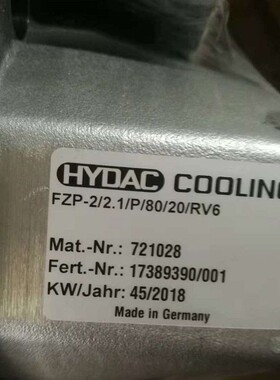 HYDAC COOLING
FZP-2/2.1/P/80/20/RV6
Mat.-Nr.: 721028
Fert.-Nr.: 17389390/001
KW/Jahr: 45/2018
Made in Germany